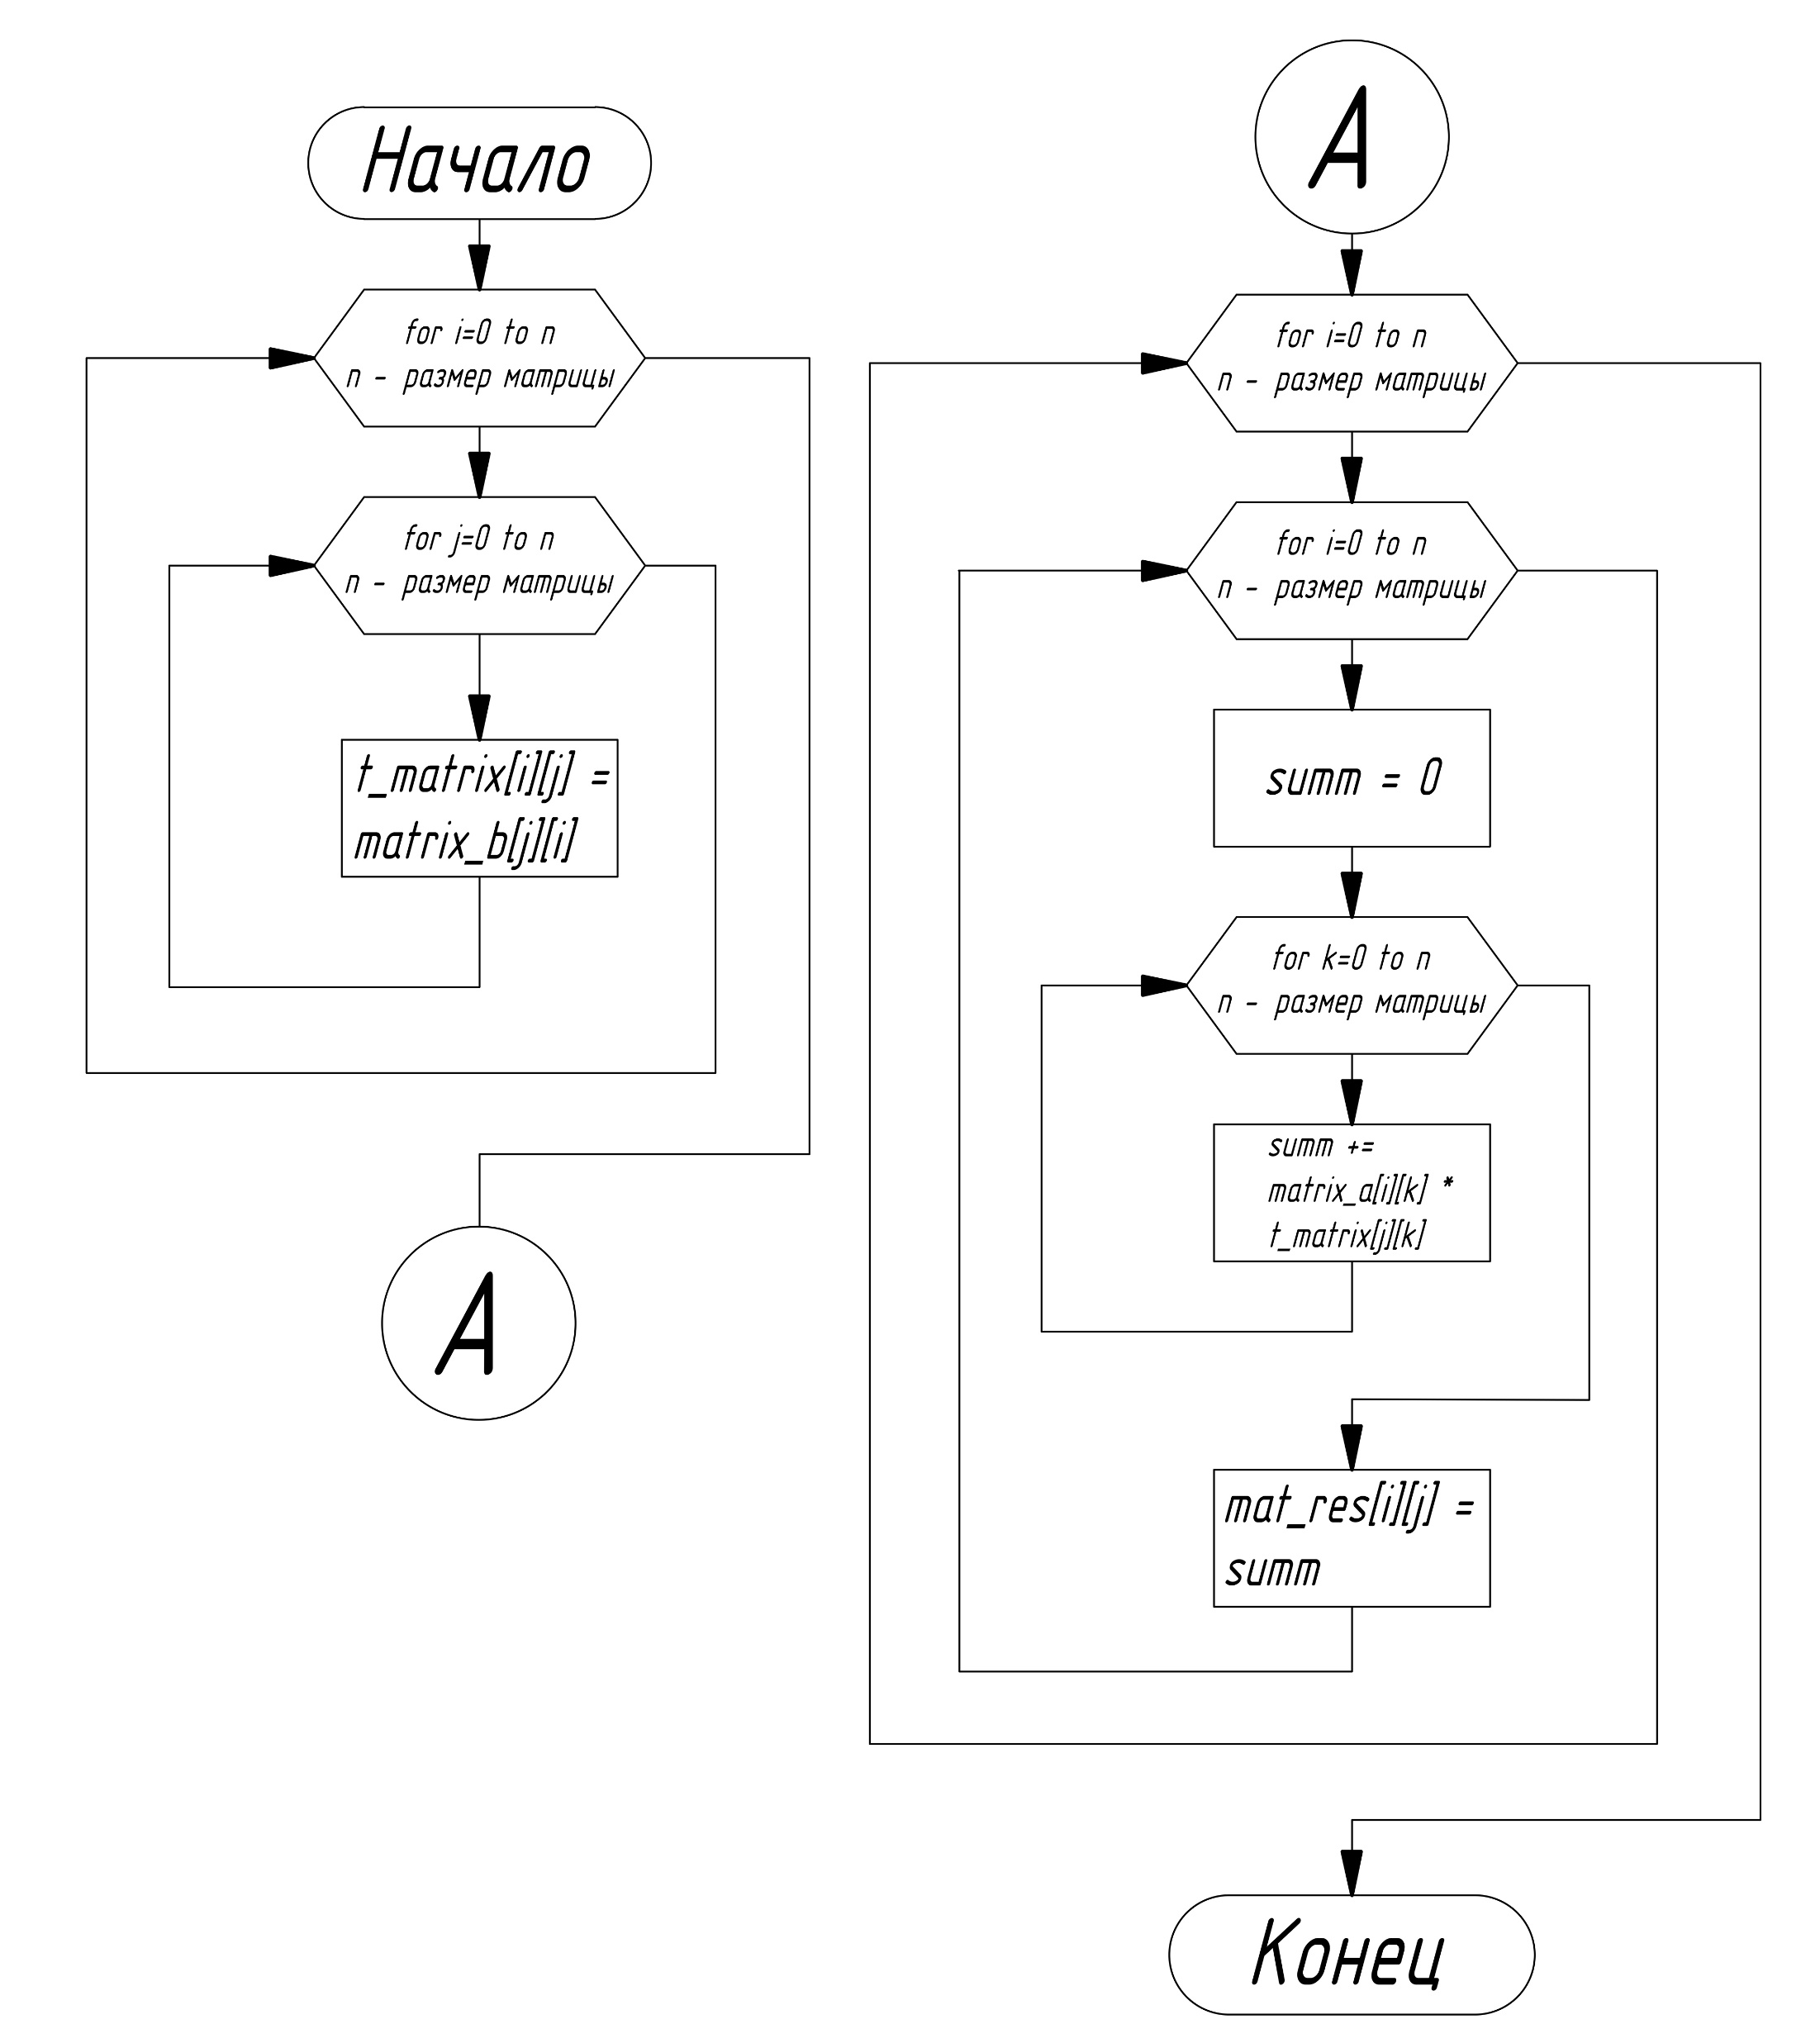 Начало
for i=0 to n
n - размер матрицы
for j=0 to n
n - размер матрицы
t_matrix[i][j] =
matrix_b[j][i]
A
A
for i=0 to n
n - размер матрицы
for i=0 to n
n - размер матрицы
summ = 0
for k=0 to n
n - размер матрицы
summ +=
matrix_a[i][k] *
t_matrix[j][k]
mat_res[i][j] =
summ
Конец